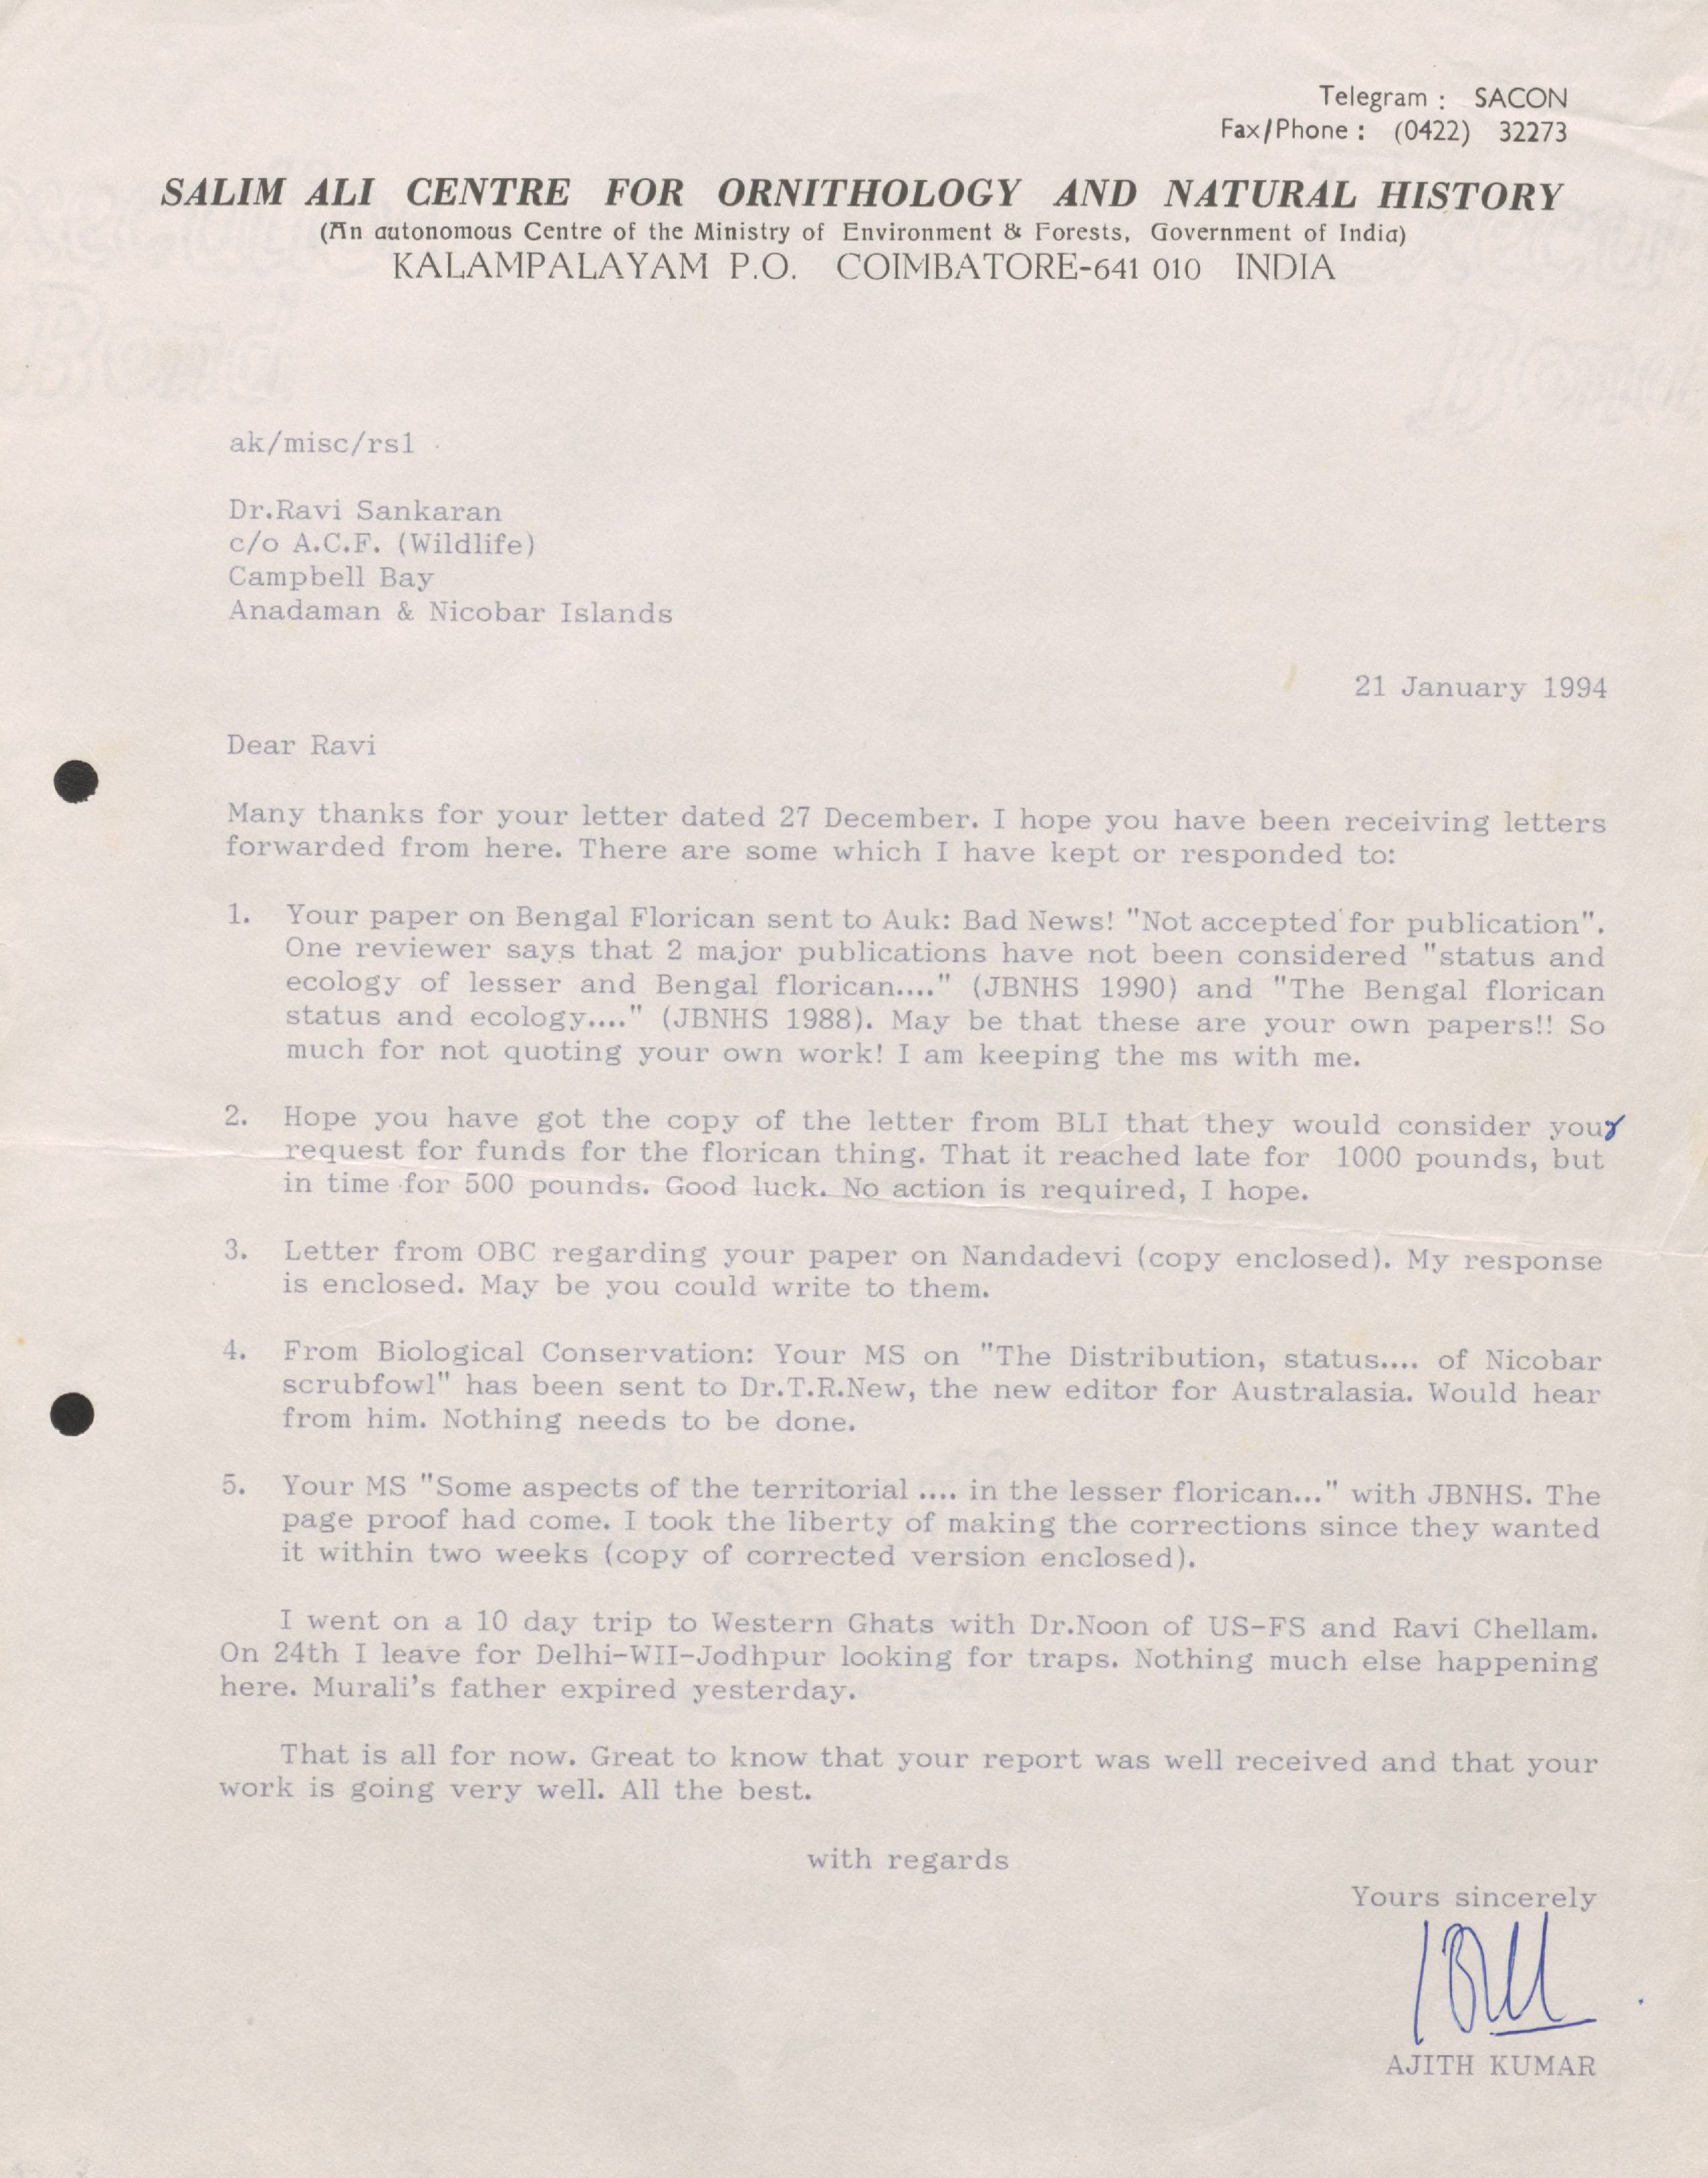 Telegram : SACON
Fax/Phone : (0422) 32273
SALIM ALI CENTRE FOR ORNITHOLOGY AND NATURAL HISTORY
(An autonomous Centre of the Ministry of Environment & Forests, Government of India)
KALAMPALAYAM P.O. COIMBATORE-641 010 INDIA
ak/misc/rs1
Dr.Ravi Sankaran
c/o A.C.F. (Wildlife)
Campbell Bay
Anadaman & Nicobar Islands
21 January 1994
Dear Ravi
Many thanks for your letter dated 27 December. I hope you have been receiving letters
forwarded from here. There are some which I have kept or responded to:
1. Your paper on Bengal Florican sent to Auk: Bad News! "Not accepted for publication".
One reviewer says that 2 major publications have not been considered "status and
ecology of lesser and Bengal florican...." (JBNHS 1990) and "The Bengal florican
status and ecology...." (JBNHS 1988). May be that these are your own papers!! So
much for not quoting your own work! I am keeping the ms with me.
2. Hope you have got the copy of the letter from BLI that they would consider your
request for funds for the florican thing. That it reached late for 1000 pounds, but
in time for 500 pounds. Good luck. No action is required, I hope.
3. Letter from OBC regarding your paper on Nandadevi (copy enclosed). My response
is enclosed. May be you could write to them.
4. From Biological Conservation: Your MS on "The Distribution, status.... of Nicobar
scrubfowl" has been sent to Dr.T.R.New, the new editor for Australasia. Would hear
from him. Nothing needs to be done.
5. Your MS "Some aspects of the territorial .... in the lesser florican..." with JBNHS. The
page proof had come. I took the liberty of making the corrections since they wanted
it within two weeks (copy of corrected version enclosed).
I went on a 10 day trip to Western Ghats with Dr.Noon of US-FS and Ravi Chellam.
On 24th I leave for Delhi-WII-Jodhpur looking for traps. Nothing much else happening
here. Murali's father expired yesterday.
That is all for now. Great to know that your report was well received and that your
work is going very well. All the best.
with regards
Yours sincerely
AJITH KUMAR